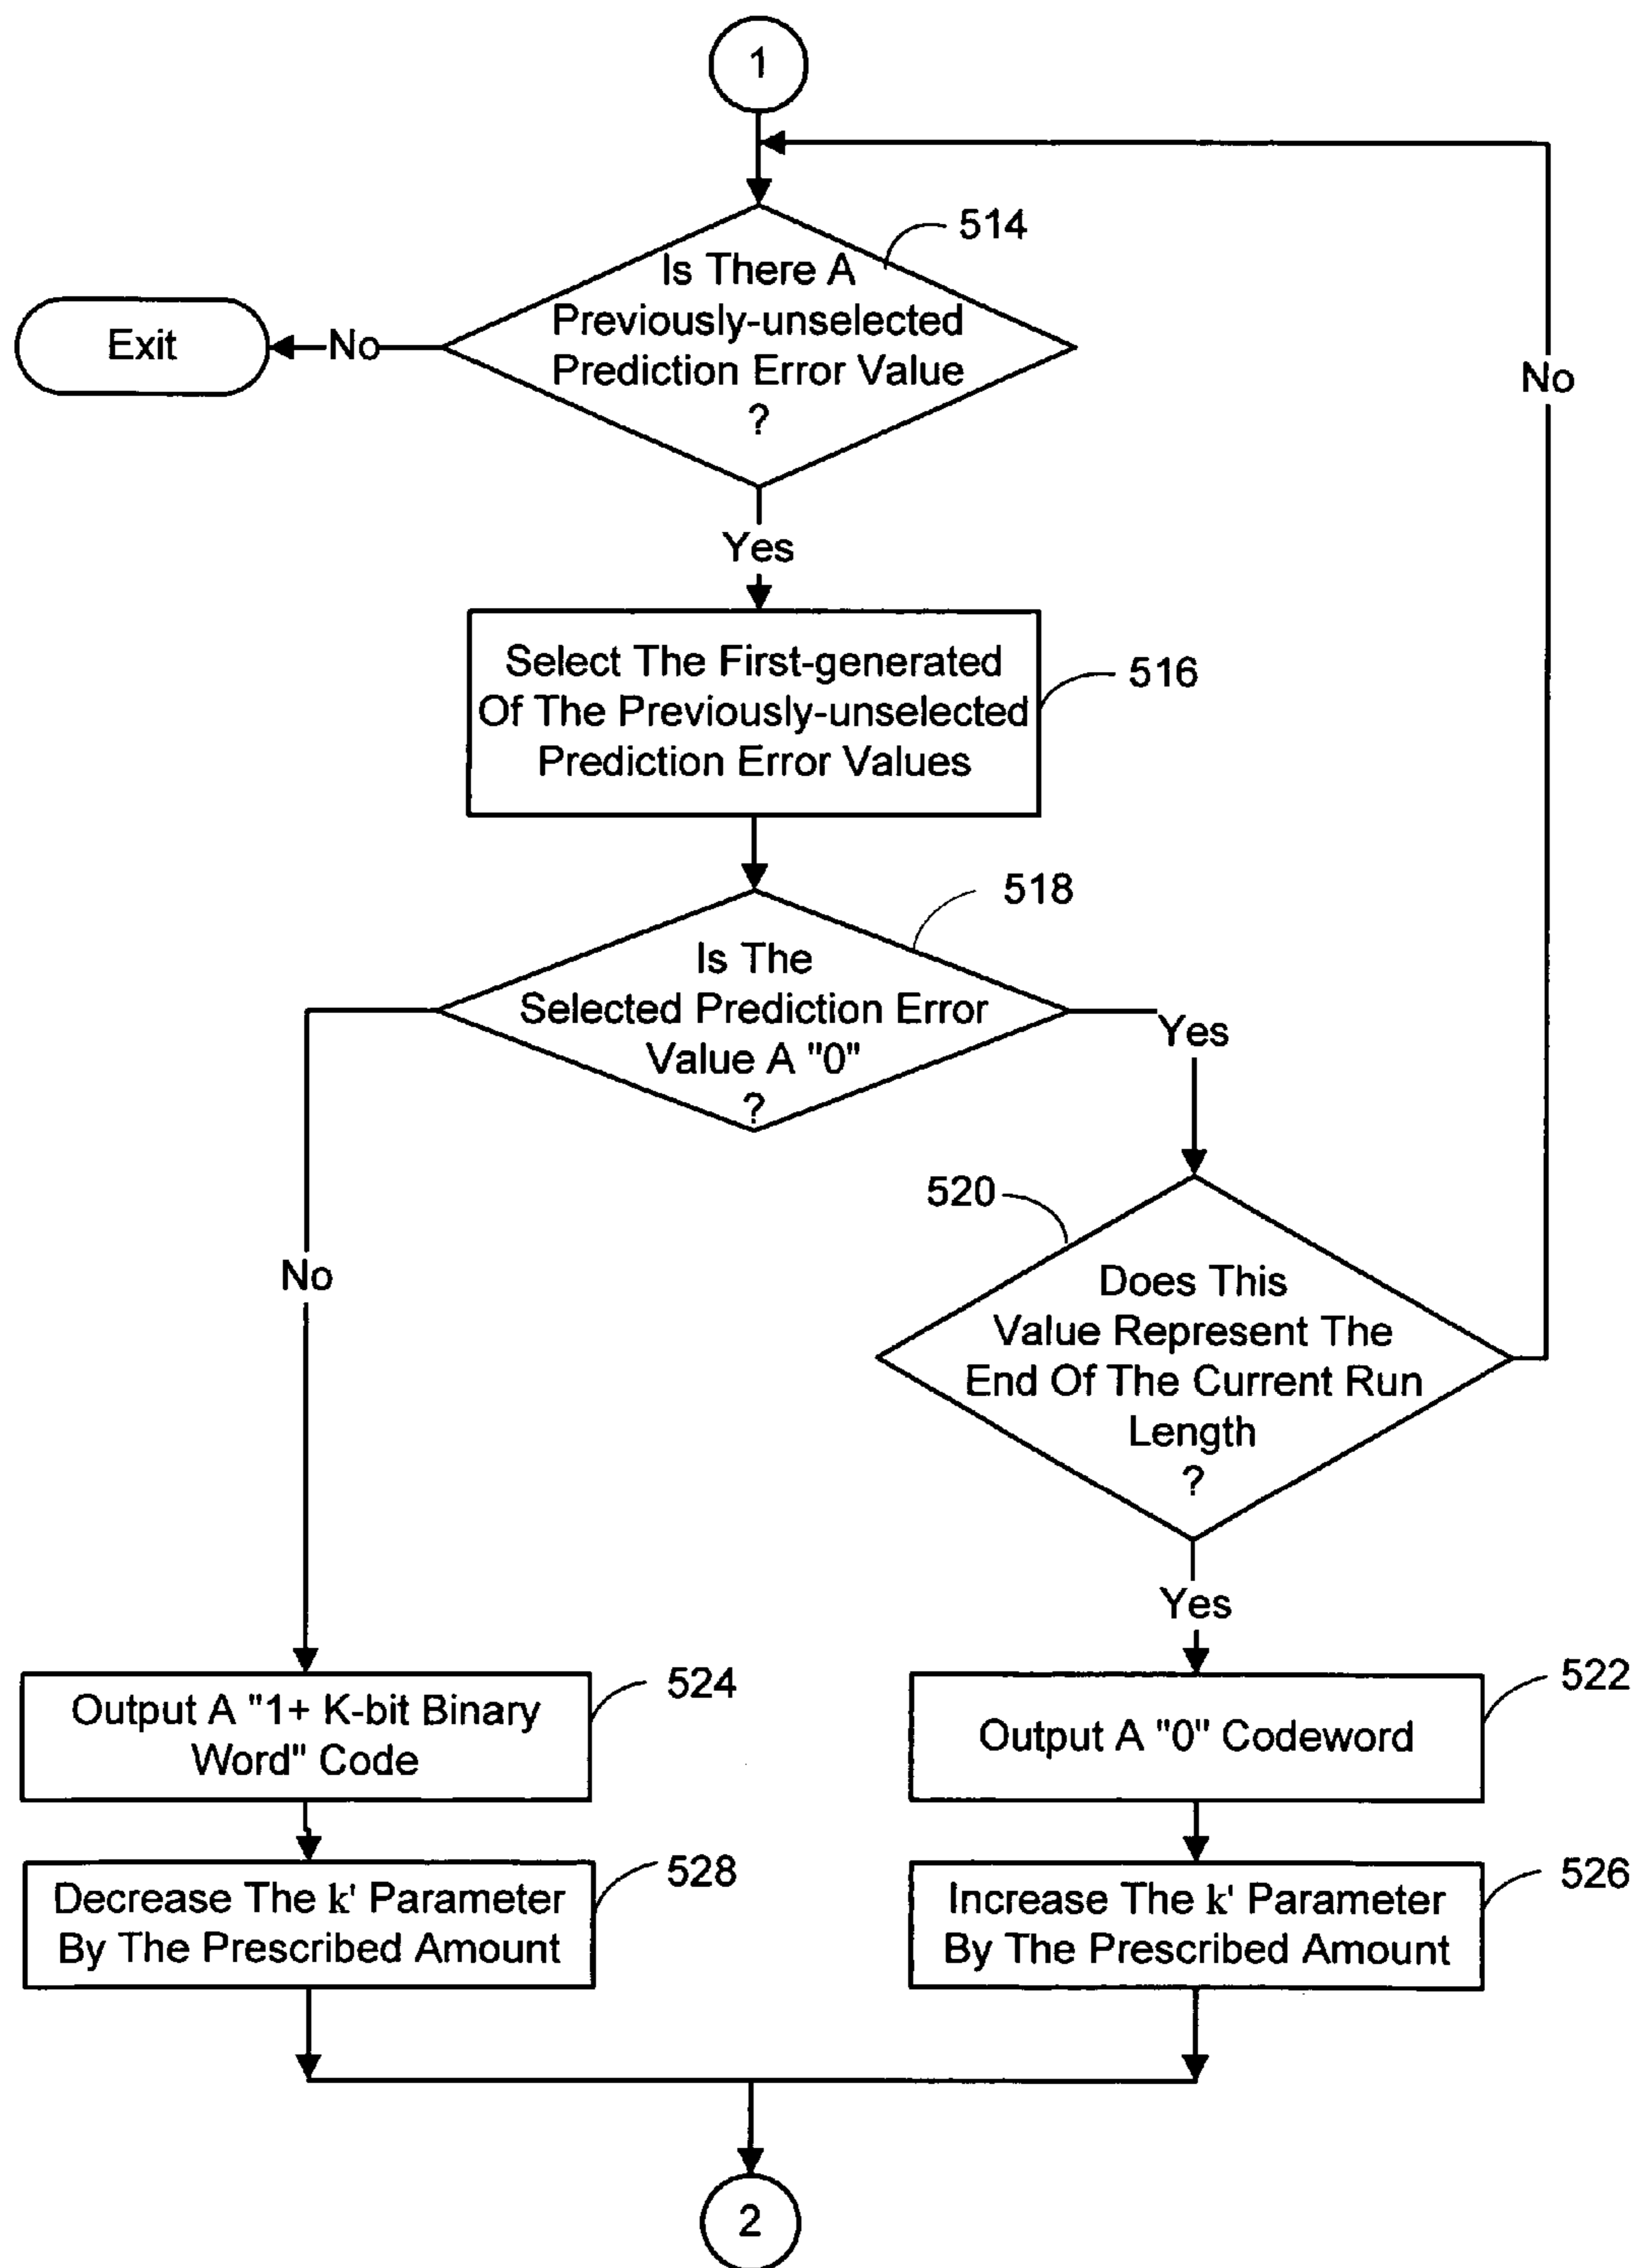 1
514
Is There A
Previously-unselected
Prediction Error Value
?
Exit
No
No
Yes
Select The First-generated
Of The Previously-unselected
Prediction Error Values
516
518
Is The
Selected Prediction Error
Value A "0"
?
Yes
No
520
Does This
Value Represent The
End Of The Current Run
Length
?
Yes
Output A "1+ K-bit Binary
Word" Code
524
Output A "0" Codeword
522
Decrease The k' Parameter
By The Prescribed Amount
528
Increase The k' Parameter
By The Prescribed Amount
526
2